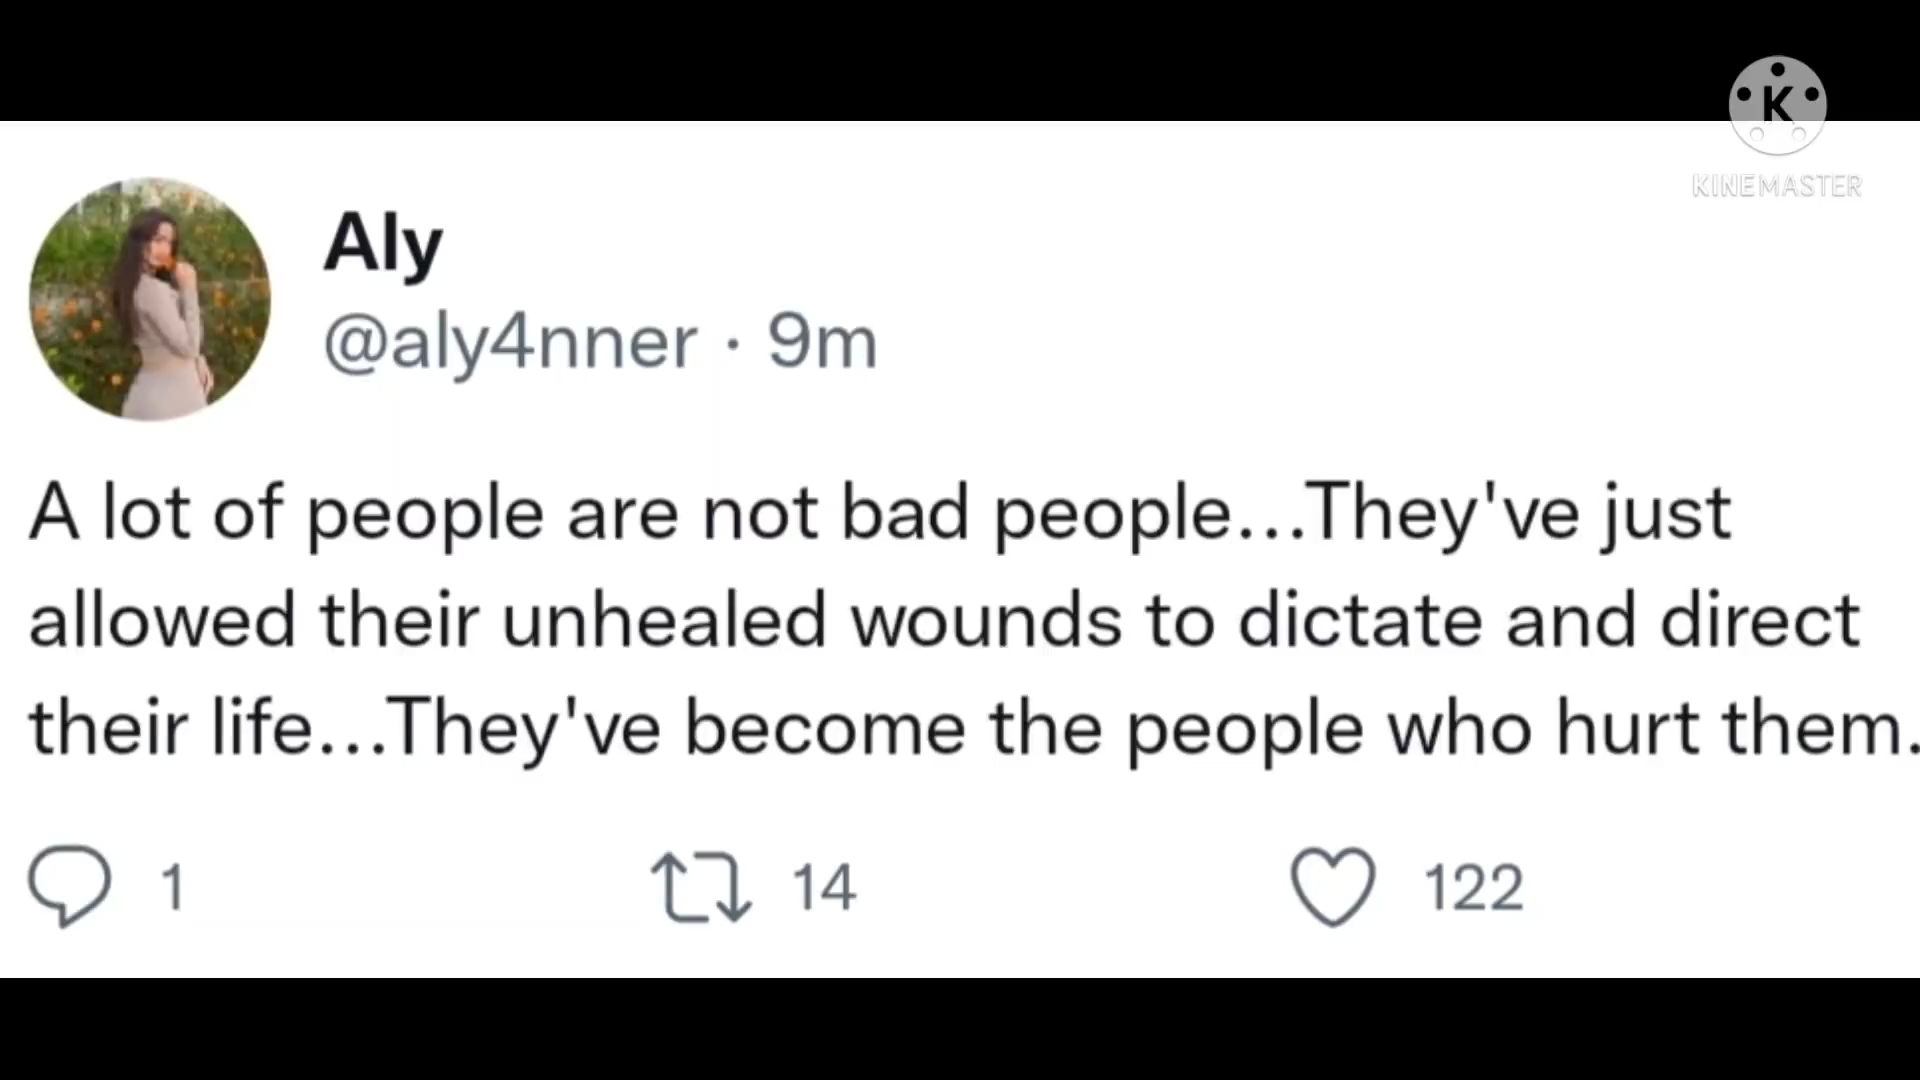 K
KINEMASTER
Aly
@aly4nner · 9m
A lot of people are not bad people...They've just
allowed their unhealed wounds to dictate and direct
their life...They've become the people who hurt them.
1 14 122